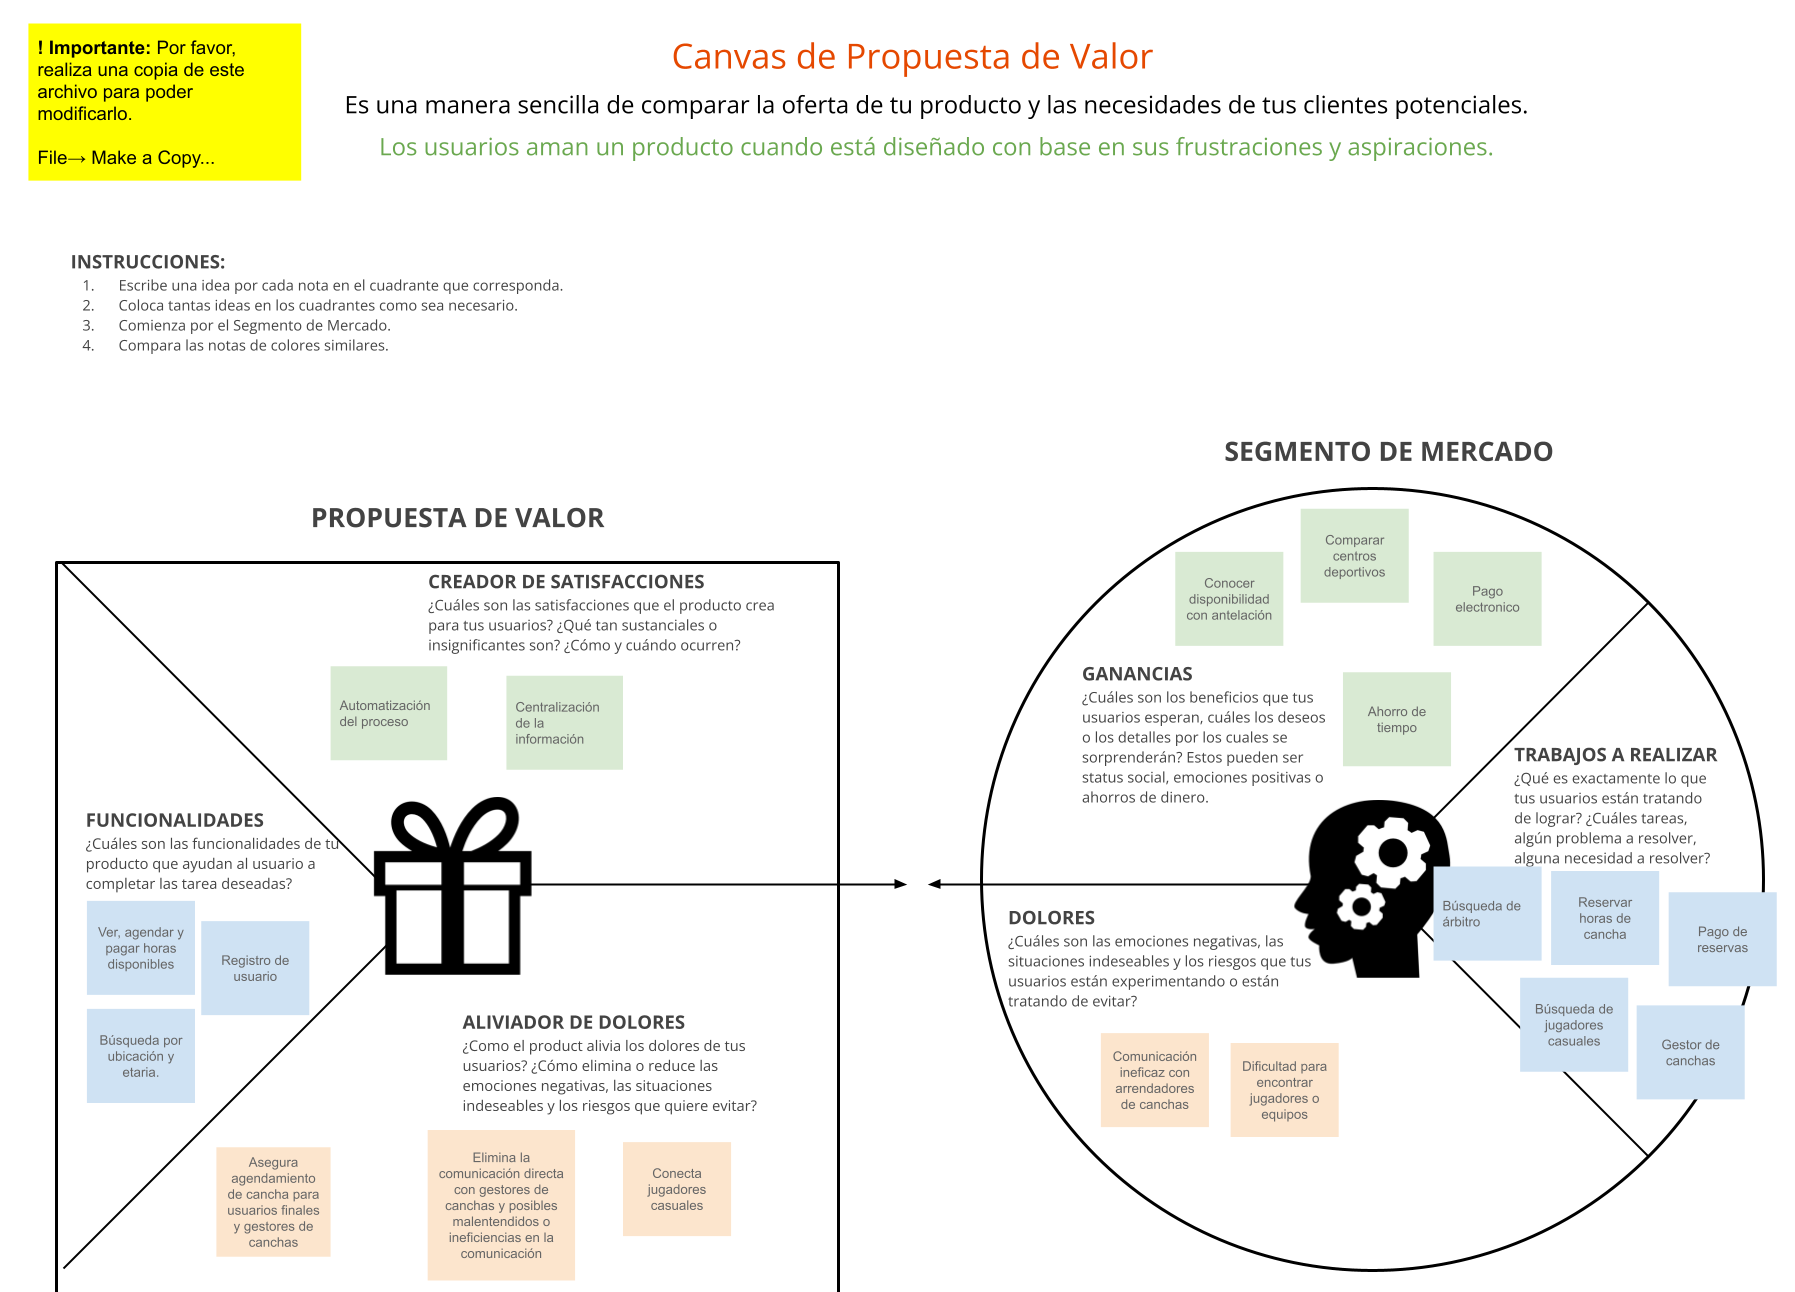 ! Importante: Por favor,
realiza una copia de este
archivo para poder
modificarlo.
File→ Make a Copy...
Canvas de Propuesta de Valor
Es una manera sencilla de comparar la oferta de tu producto y las necesidades de tus clientes potenciales.
Los usuarios aman un producto cuando está diseñado con base en sus frustraciones y aspiraciones.
INSTRUCCIONES:
1. Escribe una idea por cada nota en el cuadrante que corresponda.
2. Coloca tantas ideas en los cuadrantes como sea necesario.
3. Comienza por el Segmento de Mercado.
4. Compara las notas de colores similares.
PROPUESTA DE VALOR
CREADOR DE SATISFACCIONES
¿Cuáles son las satisfacciones que el producto crea
para tus usuarios? ¿Qué tan sustanciales o
insignificantes son? ¿Cómo y cuándo ocurren?
Automatización
del proceso
Centralización
de la
información
FUNCIONALIDADES
¿Cuáles son las funcionalidades de tu
producto que ayudan al usuario a
completar las tarea deseadas?
Ver, agendar y
pagar horas
disponibles
Registro de
usuario
Búsqueda por
ubicación y
etaria.
ALIVIADOR DE DOLORES
¿Como el product alivia los dolores de tus
usuarios? ¿Cómo elimina o reduce las
emociones negativas, las situaciones
indeseables y los riesgos que quiere evitar?
Asegura
agendamiento
de cancha para
usuarios finales
y gestores de
canchas
Elimina la
comunicación directa
con gestores de
canchas y posibles
malentendidos o
ineficiencias en la
comunicación
Conecta
jugadores
casuales
SEGMENTO DE MERCADO
Conocer
disponibilidad
con antelación
Comparar
centros
deportivos
Pago
electronico
GANANCIAS
¿Cuáles son los beneficios que tus
usuarios esperan, cuáles los deseos
o los detalles por los cuales se
sorprenderán? Estos pueden ser
status social, emociones positivas o
ahorros de dinero.
Ahorro de
tiempo
TRABAJOS A REALIZAR
¿Qué es exactamente lo que
tus usuarios están tratando
de lograr? ¿Cuáles tareas,
algún problema a resolver,
alguna necesidad a resolver?
Búsqueda de
árbitro
Reservar
horas de
cancha
Pago de
reservas
Búsqueda de
jugadores
casuales
Gestor de
canchas
DOLORES
¿Cuáles son las emociones negativas, las
situaciones indeseables y los riesgos que tus
usuarios están experimentando o están
tratando de evitar?
Comunicación
ineficaz con
arrendadores
de canchas
Dificultad para
encontrar
jugadores o
equipos